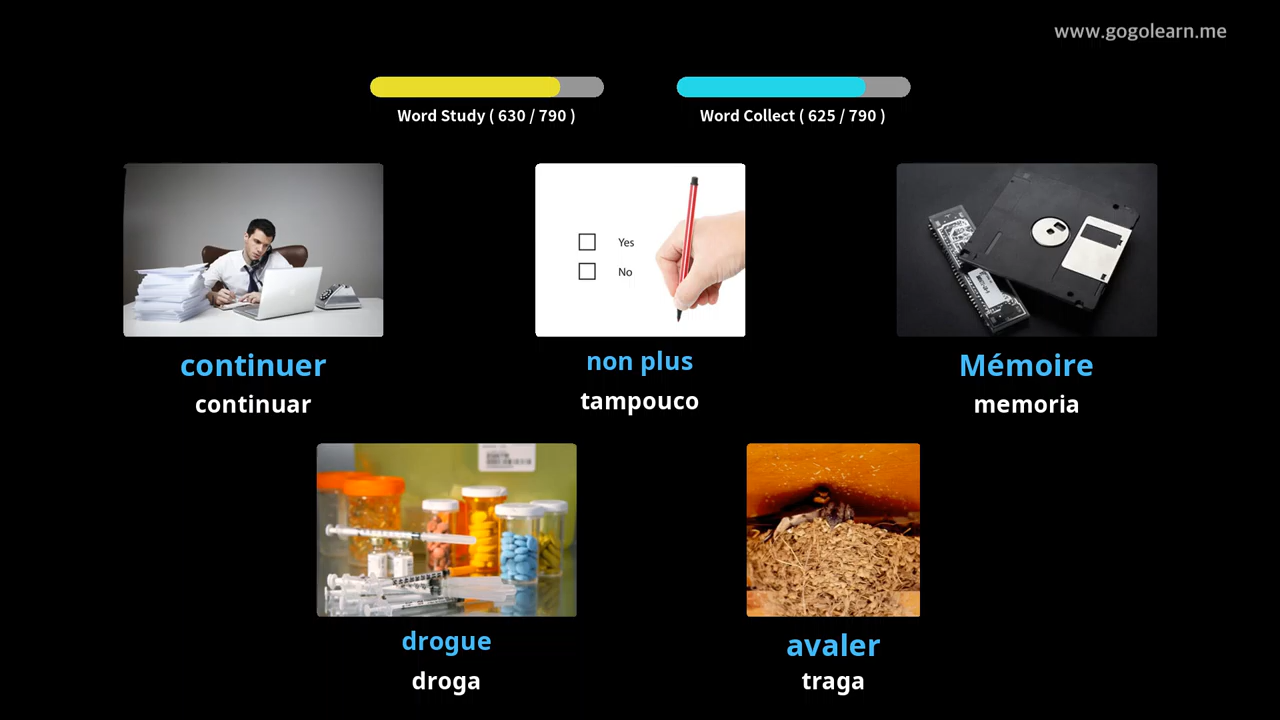 www.gogolearn.me
Word Study ( 630 / 790 )
Word Collect ( 625 / 790 )
Yes
No
continuer
continuar
non plus
tampouco
Mémoire
memoria
drogue
droga
avaler
traga